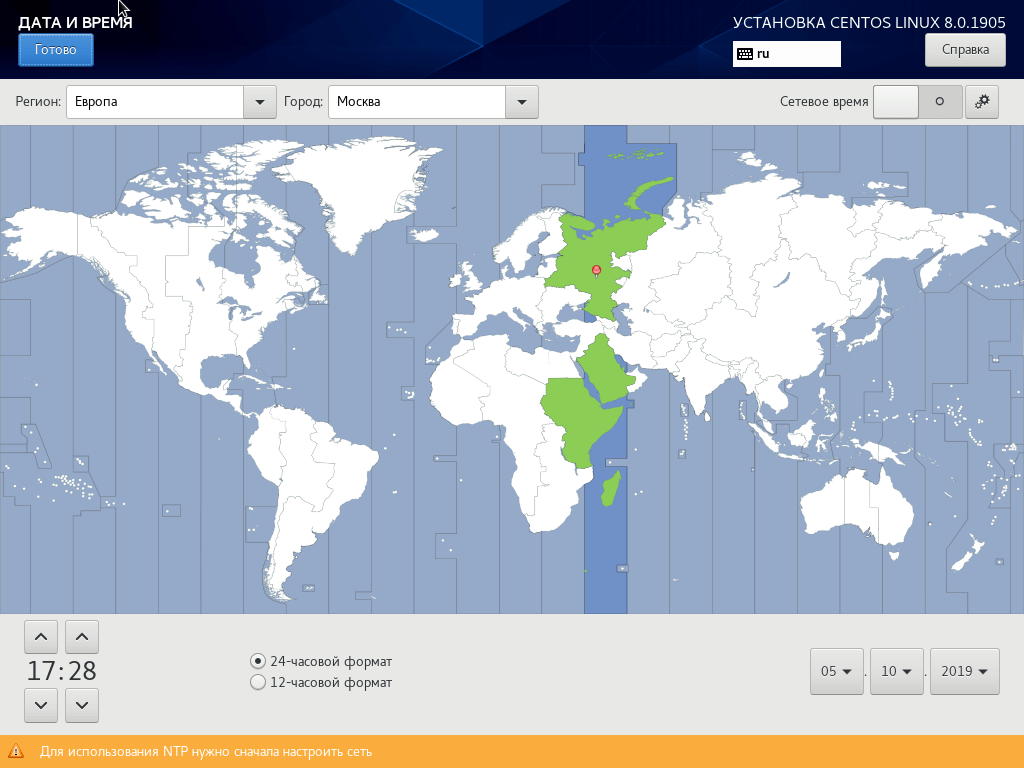 ДАТА И ВРЕМЯ
УСТАНОВКА CENTOS LINUX 8.0.1905
Готово
ru
Справка
Регион: Европа Город: Москва Сетевое время
17:28
24-часовой формат
12-часовой формат
05 . 10 . 2019
Для использования NTP нужно сначала настроить сеть